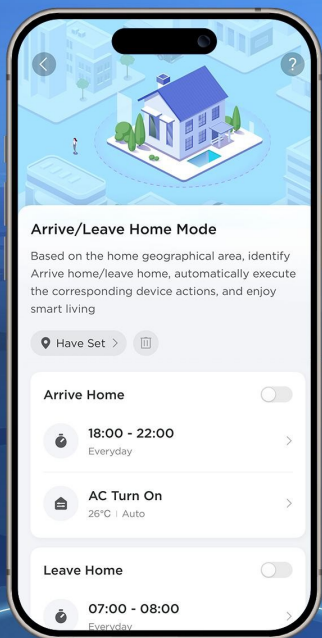 ?
Arrive/Leave Home Mode
Based on the home geographical area, identify
Arrive home/leave home, automatically execute
the corresponding device actions, and enjoy
smart living
Have Set >
Arrive Home
18:00 - 22:00
Everyday
AC Turn On
26°C | Auto
Leave Home
07:00 - 08:00
Everyday